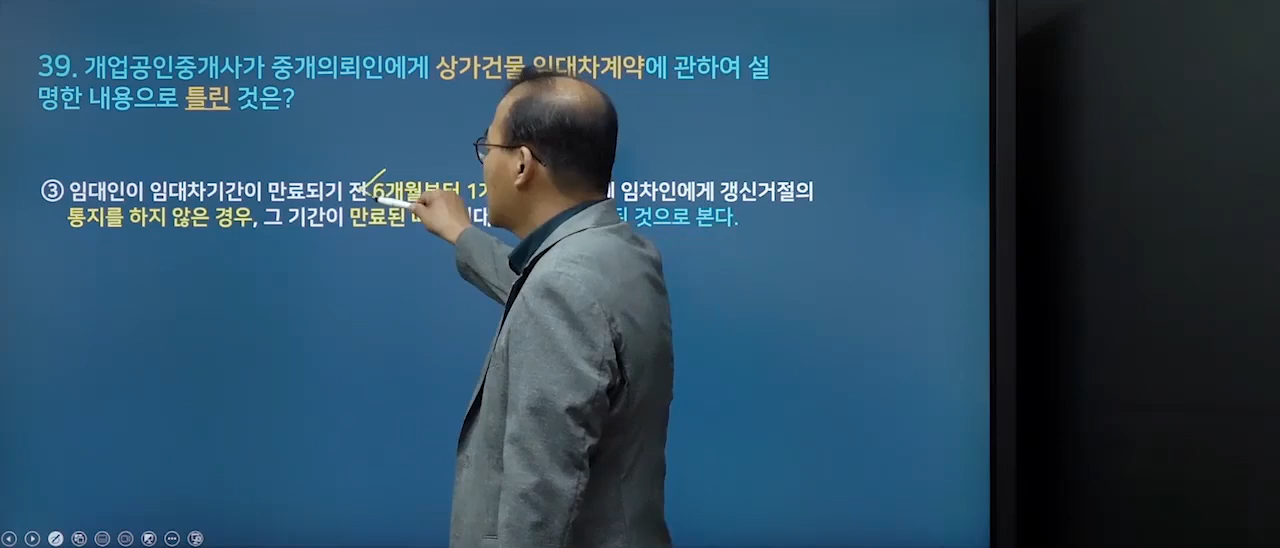 39. 개업공인중개사가 중개의뢰인에게 상가건물 임대차계약에 관하여 설
명한 내용으로 틀린 것은?
③ 임대인이 임대차기간이 만료되기 전 6개월부터 임차인에게 갱신거절의
통지를 하지 않은 경우, 그 기간이 만료된 것으로 본다.